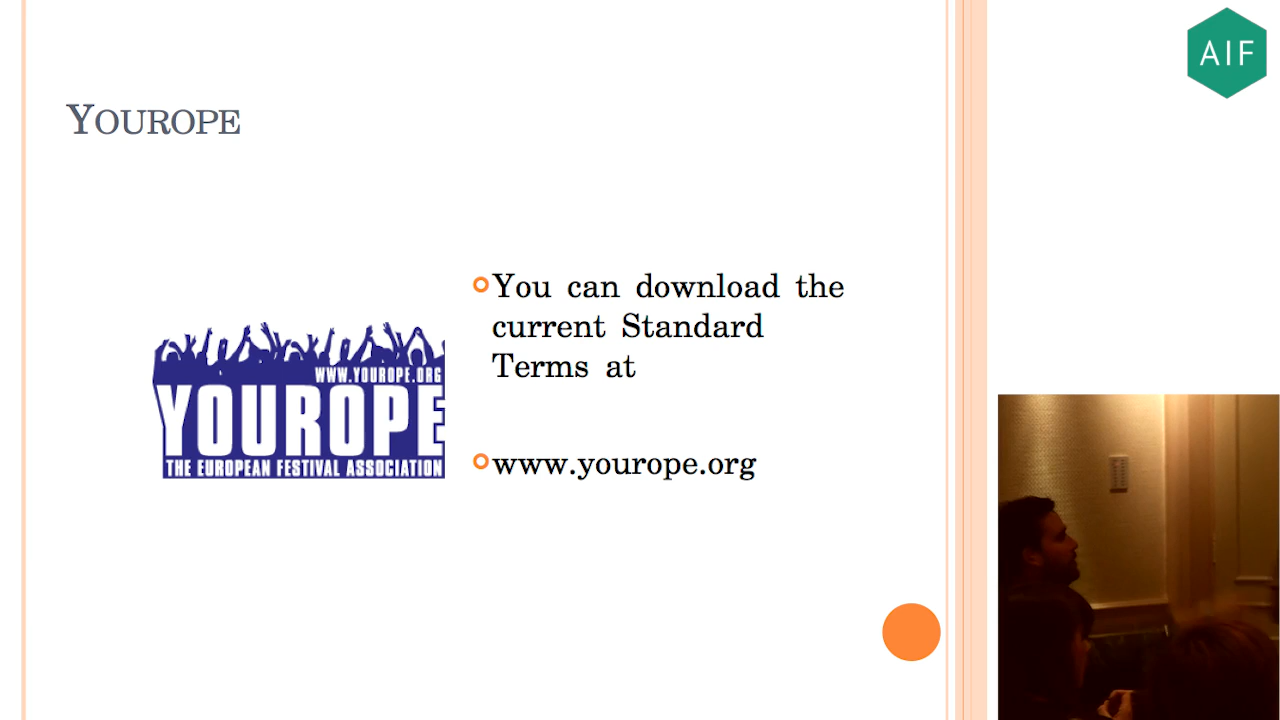 AIF
YOUROPE
You can download the
current Standard
Terms at
WWW.YOUROPE.ORG
YOUROPE
THE EUROPEAN FESTIVAL ASSOCIATION
www.yourope.org